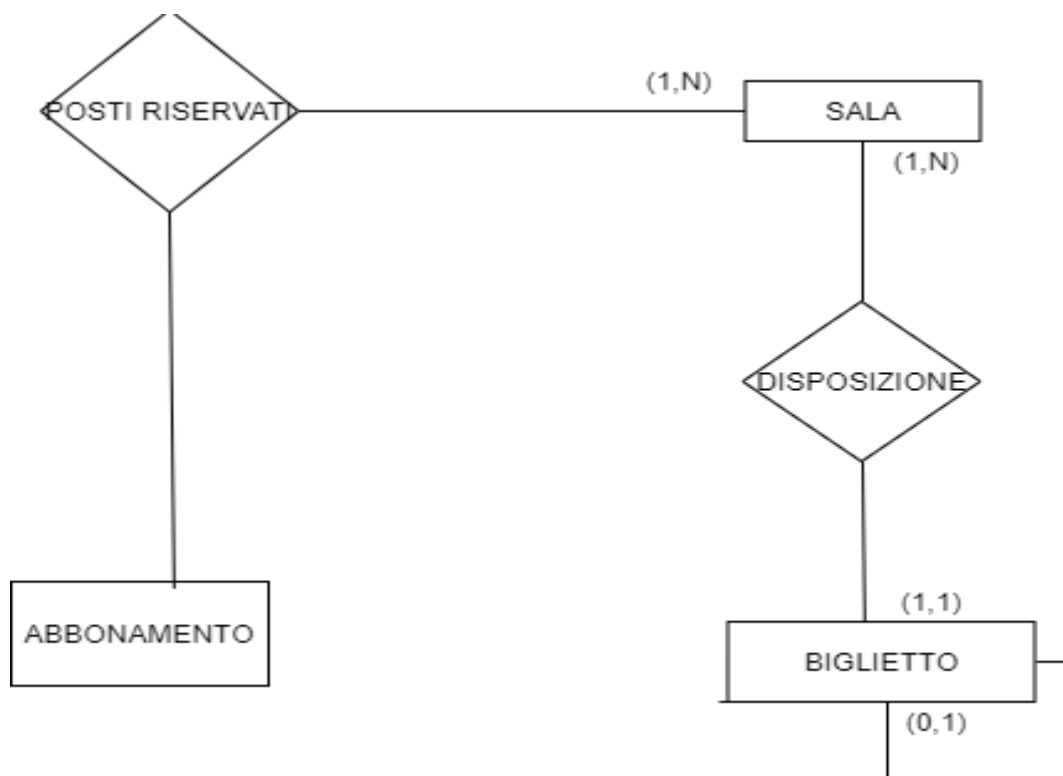 (1,N)
POSTI RISERVATI
SALA
(1,N)
DISPOSIZIONE
(1,1)
ABBONAMENTO
BIGLIETTO
(0,1)